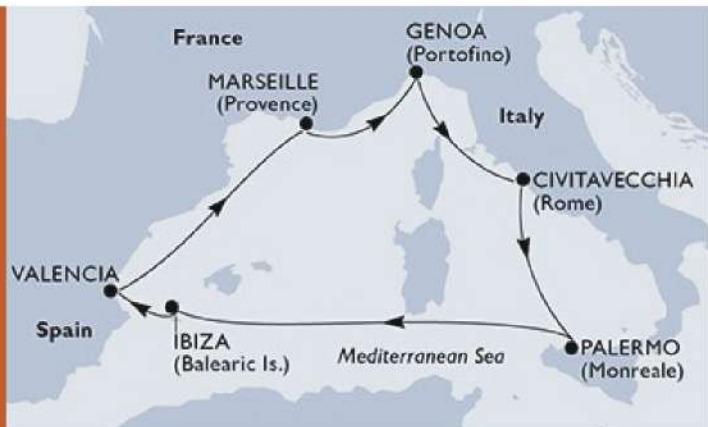 France
GENOA
(Portofino)
MARSEILLE
(Provence)
Italy
CIVITAVECCHIA
(Rome)
VALENCIA
Spain
IBIZA
(Balearic Is.)
Mediterranean Sea
PALERMO
(Monreale)